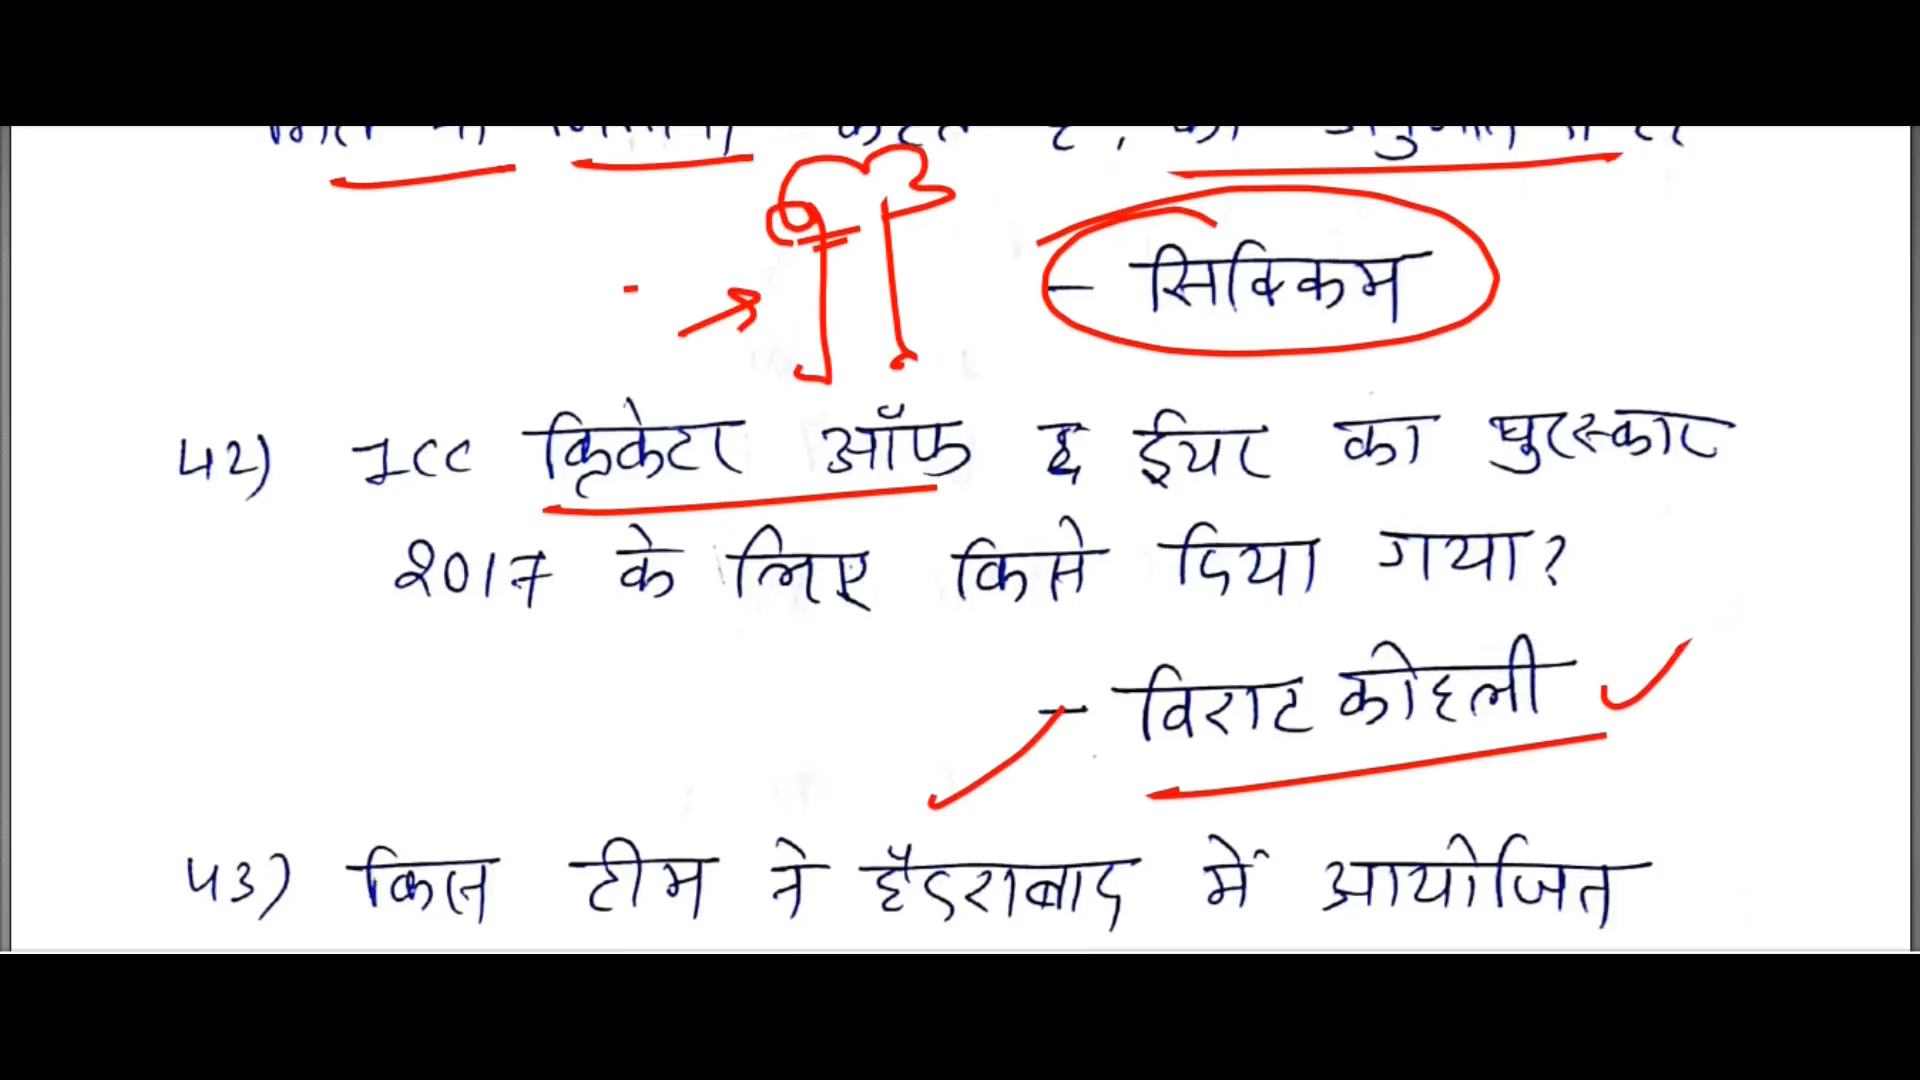 - सिक्किम
42) ICC क्रिकेटर ऑफ द ईयर का पुरस्कार
2017 के लिए किसे दिया गया?
- विराट कोहली
43) किस टीम ने हैदराबाद में आयोजित